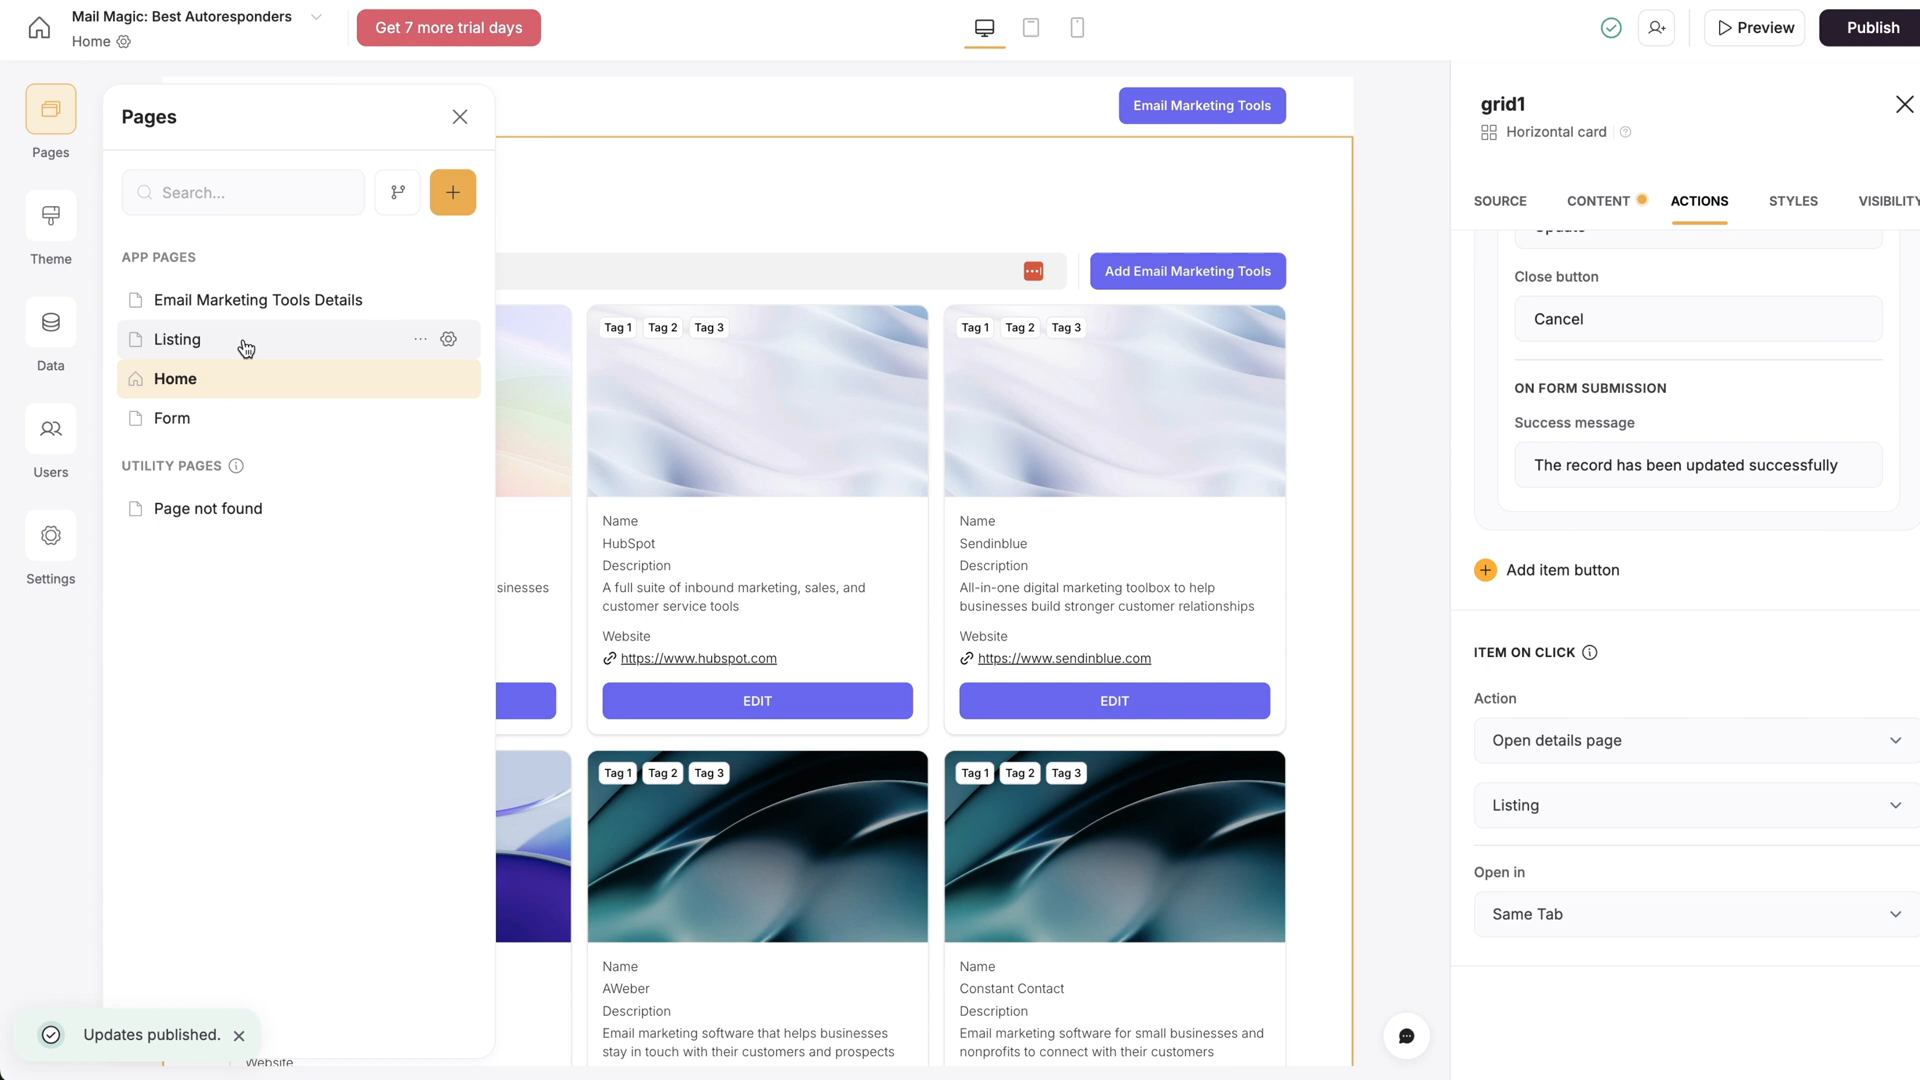 Mail Magic: Best Autoresponders
Home
Get 7 more trial days
Preview
Publish
Pages
Theme
Data
Users
Settings
Pages
Search...
APP PAGES
Email Marketing Tools Details
Listing
Home
Form
UTILITY PAGES
Page not found
Updates published.
Email Marketing Tools
Add Email Marketing Tools
sinesses
Tag 1 Tag 2 Tag 3
Name
HubSpot
Description
A full suite of inbound marketing, sales, and
customer service tools
Website
https://www.hubspot.com
EDIT
Tag 1 Tag 2 Tag 3
Name
Sendinblue
Description
All-in-one digital marketing toolbox to help
businesses build stronger customer relationships
Website
https://www.sendinblue.com
EDIT
Tag 1 Tag 2 Tag 3
Name
AWeber
Description
Email marketing software that helps businesses
stay in touch with their customers and prospects
Tag 1 Tag 2 Tag 3
Name
Constant Contact
Description
Email marketing software for small businesses and
nonprofits to connect with their customers
Website
grid1
Horizontal card
SOURCE CONTENT ACTIONS STYLES VISIBILITY
Update
Close button
Cancel
ON FORM SUBMISSION
Success message
The record has been updated successfully
Add item button
ITEM ON CLICK
Action
Open details page
Listing
Open in
Same Tab